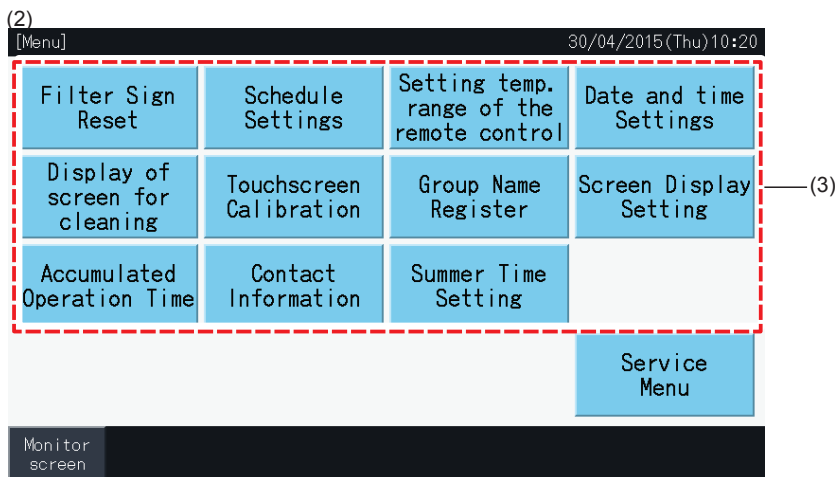 (2)
[Menu] 30/04/2015(Thu)10:20
Filter Sign
Reset
Schedule
Settings
Setting temp.
range of the
remote control
Date and time
Settings
Display of
screen for
cleaning
Touchscreen
Calibration
Group Name
Register
Screen Display
Setting
(3)
Accumulated
Operation Time
Contact
Information
Summer Time
Setting
Service
Menu
Monitor
screen